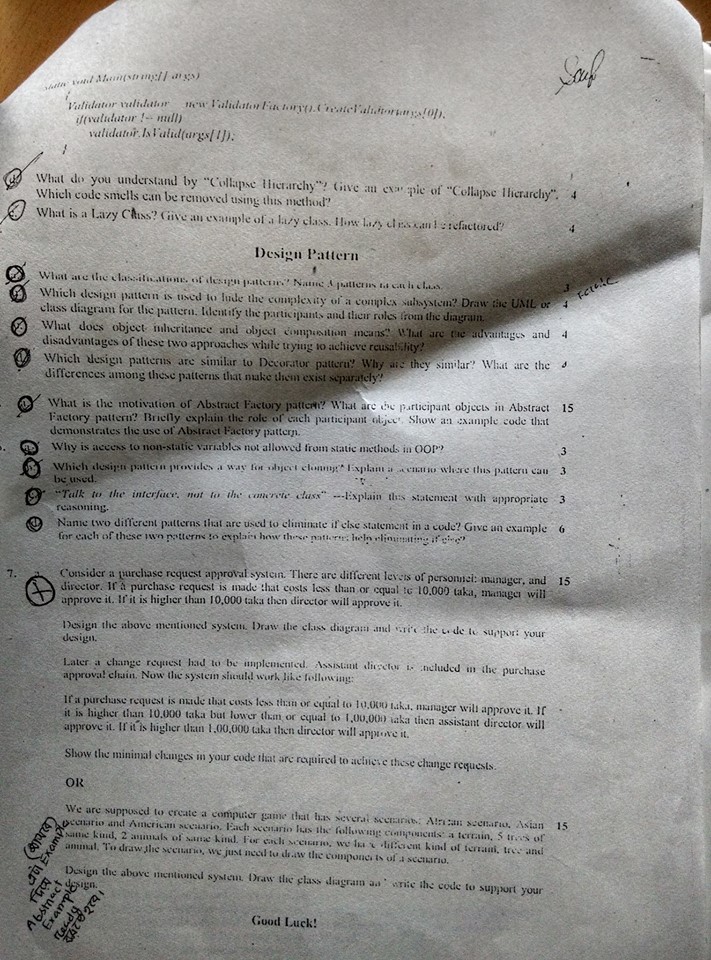 static void Main(string[] args)
{
Validator validator = new ValidatorFactory().CreateValidtor(args[0]);
if(validator != null)
validator.IsValid(args[1]);
}
What do you understand by "Collapse Hierarchy"? Give an example of "Collapse Hierarchy". 4
Which code smells can be removed using this method?
What is a Lazy Class? Give an example of a lazy class. How lazy class can be refactored? 4
Design Pattern
What are the classifications of design patterns? Name patterns in each class. 3
Which design pattern is used to hide the complexity of a complex subsystem? Draw the UML or 4
class diagram for the pattern. Identify the participants and their roles from the diagram.
What does object inheritance and object composition means? What are the advantages and 4
disadvantages of these two approaches while trying to achieve reusability?
Which design patterns are similar to Decorator pattern? Why are they similar? What are the
differences among these patterns that make them exist separately?
What is the motivation of Abstract Factory pattern? What are the participant objects in Abstract 15
Factory pattern? Briefly explain the role of each participant object. Show an example code that
demonstrates the use of Abstract Factory pattern.
Why is access to non-static variables not allowed from static methods in OOP? 3
Which design pattern provides a way for object cloning? Explain a scenario where this pattern can 3
be used.
"Talk to the interface, not to the concrete class" ---Explain this statement with appropriate 3
reasoning.
Name two different patterns that are used to eliminate if else statement in a code? Give an example 6
for each of these two patterns to explain how these patterns help eliminating if else?
7. Consider a purchase request approval system. There are different levels of personnel: manager, and 15
director. If a purchase request is made that costs less than or equal to 10,000 taka, manager will
approve it. If it is higher than 10,000 taka then director will approve it.
Design the above mentioned system. Draw the class diagram and write the code to support your
design.
Later a change request had to be implemented. Assistant director is included in the purchase
approval chain. Now the system should work like following:
If a purchase request is made that costs less than or equal to 10,000 taka, manager will approve it. If
it is higher than 10,000 taka but lower than or equal to 1,00,000 taka then assistant director will
approve it. If it is higher than 1,00,000 taka then director will approve it.
Show the minimal changes in your code that are required to achieve these change requests.
OR
We are supposed to create a computer game that has several scenarios: African scenario, Asian 15
scenario and American scenario. Each scenario has the following components: a terrain, 5 trees of
same kind, 2 animals of same kind. For each scenario, we have different kind of terrain, tree and
animal. To draw the scenario, we just need to draw the components of a scenario.
Design the above mentioned system. Draw the class diagram and write the code to support your
design.
Example
Abstract
Example
Ready
Good Luck!